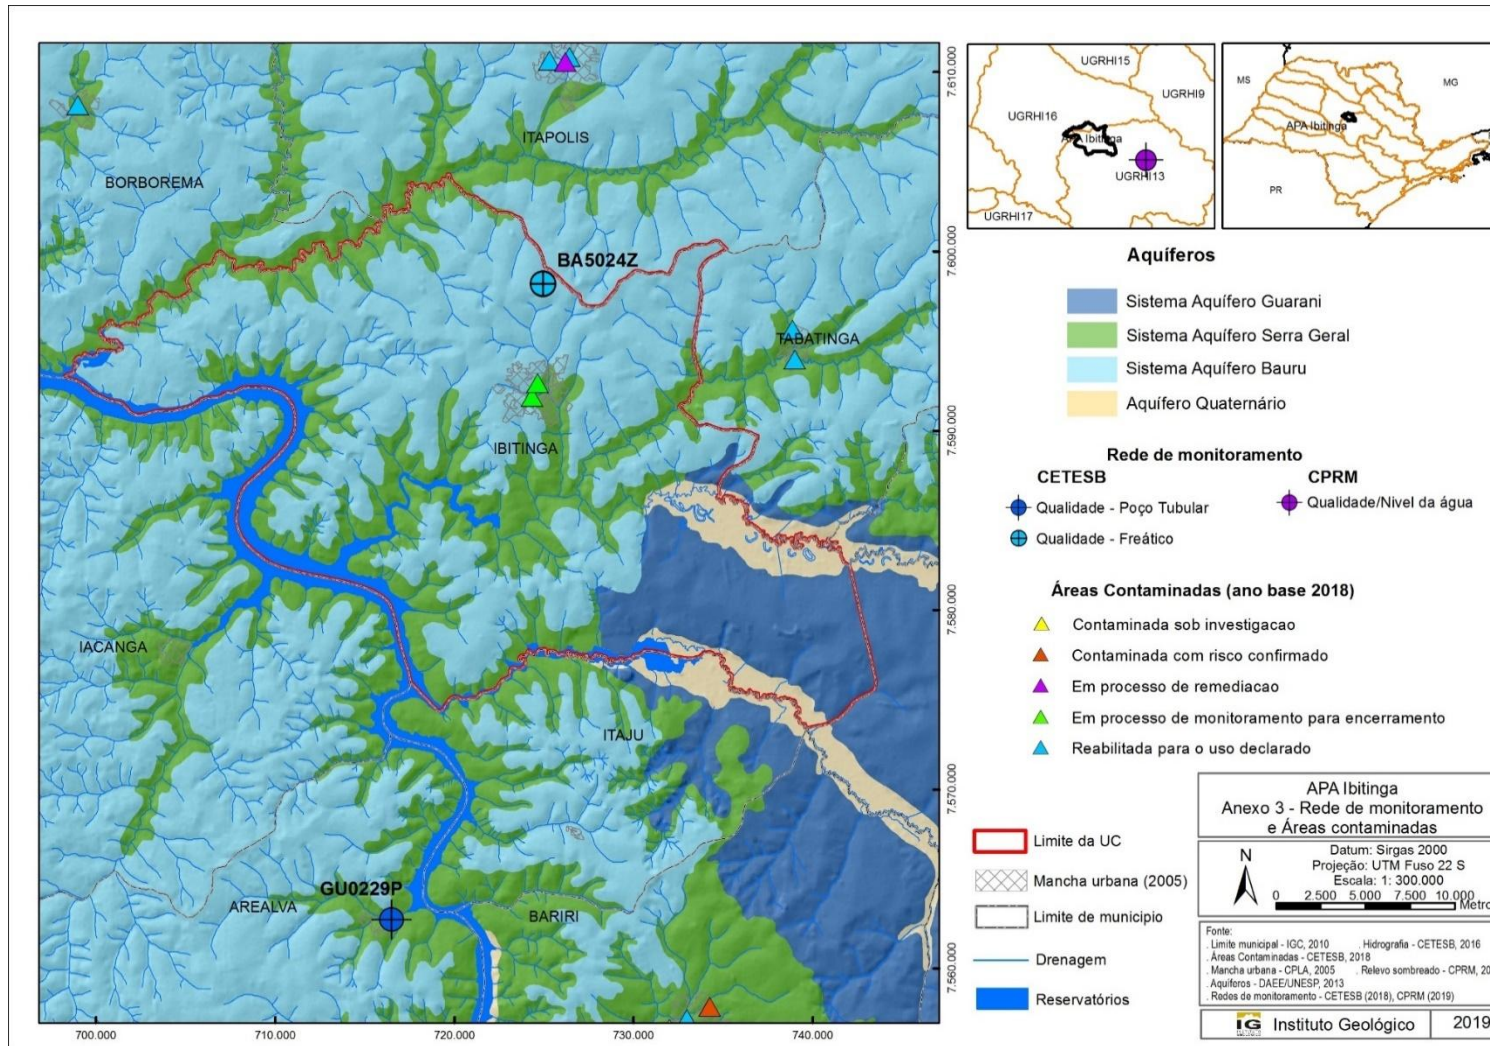 BORBOREMA
ITAPOLIS
BA5024Z
TABATINGA
IBITINGA
IACANGA
ITAJU
GU0229P
AREALVA
BARIRI
700.000
710.000
720.000
730.000
740.000
7.610.000
7.600.000
7.590.000
7.580.000
7.570.000
7.560.000
UGRHI15
UGRHI9
UGRHI16
APA Ibitinga
UGRHI13
UGRHI17
MS
MG
APA Ibitinga
PR
Aquíferos
Sistema Aquífero Guarani
Sistema Aquífero Serra Geral
Sistema Aquífero Bauru
Aquífero Quaternário
Rede de monitoramento
CETESB
Qualidade - Poço Tubular
Qualidade - Freático
CPRM
Qualidade/Nivel da água
Áreas Contaminadas (ano base 2018)
Contaminada sob investigacao
Contaminada com risco confirmado
Em processo de remediacao
Em processo de monitoramento para encerramento
Reabilitada para o uso declarado
Limite da UC
Mancha urbana (2005)
Limite de municipio
Drenagem
Reservatórios
APA Ibitinga
Anexo 3 - Rede de monitoramento
e Áreas contaminadas
N
Datum: Sirgas 2000
Projeção: UTM Fuso 22 S
Escala: 1: 300.000
0 2.500 5.000 7.500 10.000
Metro
Fonte:
. Limite municipal - IGC, 2010 . Hidrografia - CETESB, 2016
. Áreas Contaminadas - CETESB, 2018
. Mancha urbana - CPLA, 2005 . Relevo sombreado - CPRM, 20
. Aquíferos - DAEE/UNESP, 2013
. Redes de monitoramento - CETESB (2018), CPRM (2019)
IG Instituto Geológico 2019